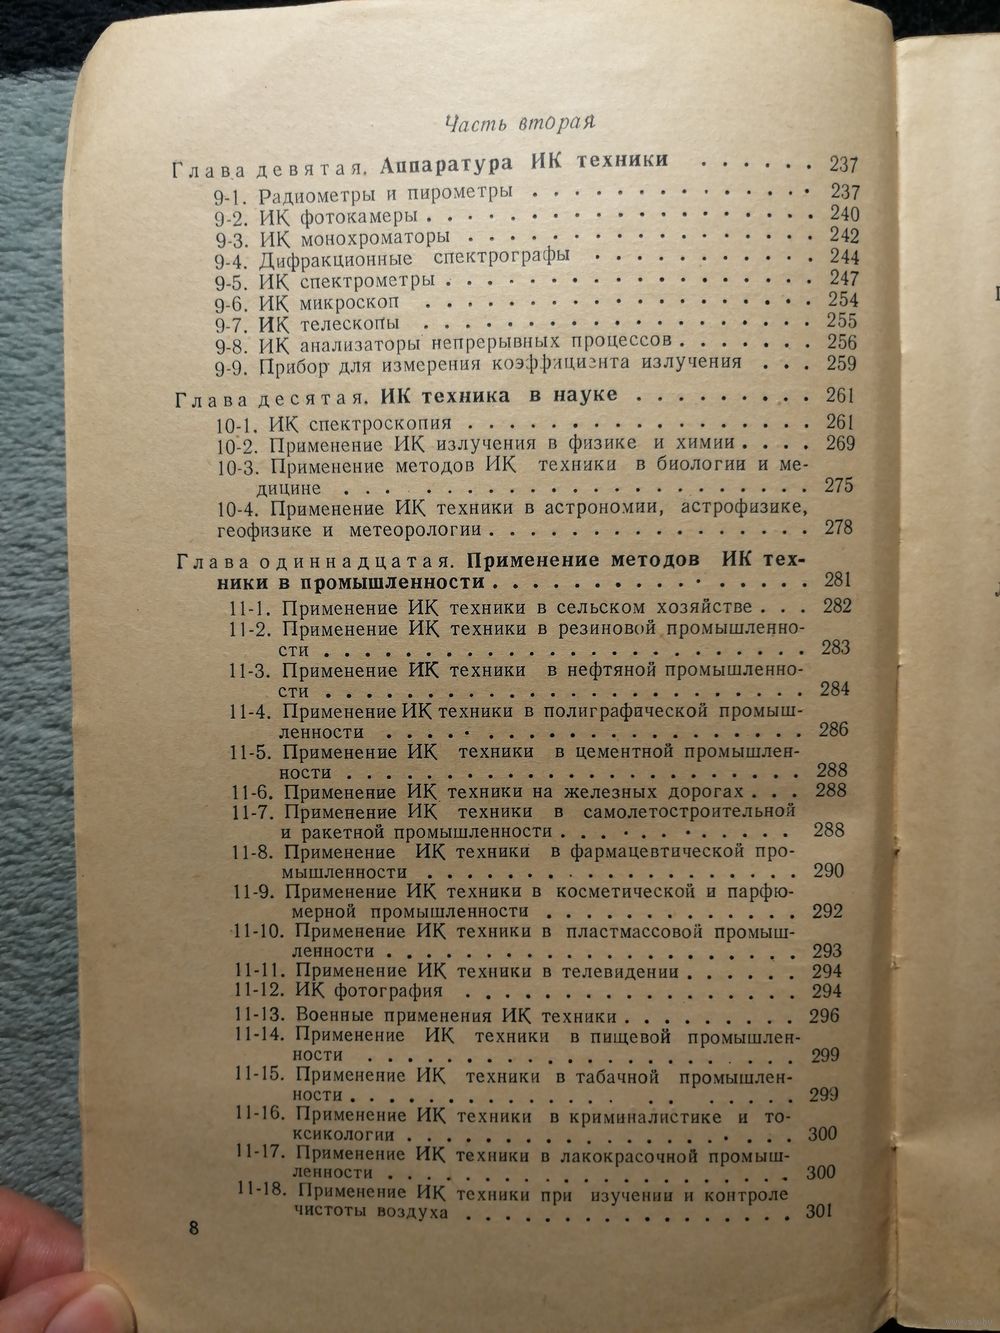 Часть вторая
Глава девятая. Аппаратура ИК техники . . . . . . 237
9-1. Радиометры и пирометры . . . . . . . . . . . . . . 237
9-2. ИК фотокамеры . . . . . . . . . . . . . . . . . . . 240
9-3. ИК монохроматоры . . . . . . . . . . . . . . . . . 242
9-4. Дифракционные спектрографы . . . . . . . . . . . 244
9-5. ИК спектрометры . . . . . . . . . . . . . . . . . . 247
9-6. ИК микроскоп . . . . . . . . . . . . . . . . . . . 254
9-7. ИК телескопы . . . . . . . . . . . . . . . . . . . 255
9-8. ИК анализаторы непрерывных процессов . . . . . . . 256
9-9. Прибор для измерения коэффициента излучения . . . 259
Глава десятая. ИК техника в науке . . . . . . . . . 261
10-1. ИК спектроскопия . . . . . . . . . . . . . . . . . 261
10-2. Применение ИК излучения в физике и химии . . . . 269
10-3. Применение методов ИК техники в биологии и ме-
дицине . . . . . . . . . . . . . . . . . . . . . . 275
10-4. Применение ИК техники в астрономии, астрофизике,
геофизике и метеорологии . . . . . . . . . . . . . . . . 278
Глава одиннадцатая. Применение методов ИК тех-
ники в промышленности . . . . . . . . . . . . . . . . 281
11-1. Применение ИК техники в сельском хозяйстве . . . 282
11-2. Применение ИК техники в резиновой промышленно-
сти . . . . . . . . . . . . . . . . . . . . . . . . 283
11-3. Применение ИК техники в нефтяной промышленно-
сти . . . . . . . . . . . . . . . . . . . . . . . . 284
11-4. Применение ИК техники в полиграфической промыш-
ленности . . . . . . . . . . . . . . . . . . . . . 286
11-5. Применение ИК техники в цементной промышлен-
ности . . . . . . . . . . . . . . . . . . . . . . . 288
11-6. Применение ИК техники на железных дорогах . . . 288
11-7. Применение ИК техники в самолетостроительной
и ракетной промышленности . . . . . . . . . . . . 288
11-8. Применение ИК техники в фармацевтической про-
мышленности . . . . . . . . . . . . . . . . . . . 290
11-9. Применение ИК техники в косметической и парфю-
мерной промышленности . . . . . . . . . . . . . 292
11-10. Применение ИК техники в пластмассовой промыш-
ленности . . . . . . . . . . . . . . . . . . . . . 293
11-11. Применение ИК техники в телевидении . . . . . . 294
11-12. ИК фотография . . . . . . . . . . . . . . . . . 294
11-13. Военные применения ИК техники . . . . . . . . . 296
11-14. Применение ИК техники в пищевой промышлен-
ности . . . . . . . . . . . . . . . . . . . . . . 299
11-15. Применение ИК техники в табачной промышлен-
ности . . . . . . . . . . . . . . . . . . . . . . 299
11-16. Применение ИК техники в криминалистике и то-
ксикологии . . . . . . . . . . . . . . . . . . . . 300
11-17. Применение ИК техники в лакокрасочной промыш-
ленности . . . . . . . . . . . . . . . . . . . . . 300
11-18. Применение ИК техники при изучении и контроле
чистоты воздуха . . . . . . . . . . . . . . . . . 301
8